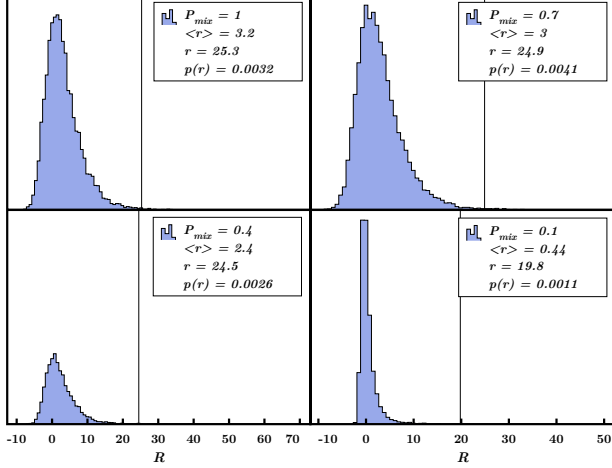 P_mix = 1
<r> = 3.2
r = 25.3
p(r) = 0.0032
P_mix = 0.7
<r> = 3
r = 24.9
p(r) = 0.0041
P_mix = 0.4
<r> = 2.4
r = 24.5
p(r) = 0.0026
P_mix = 0.1
<r> = 0.44
r = 19.8
p(r) = 0.0011
-10 0 10 20 30 40 50 60 70
R
-10 0 10 20 30 40 50
R